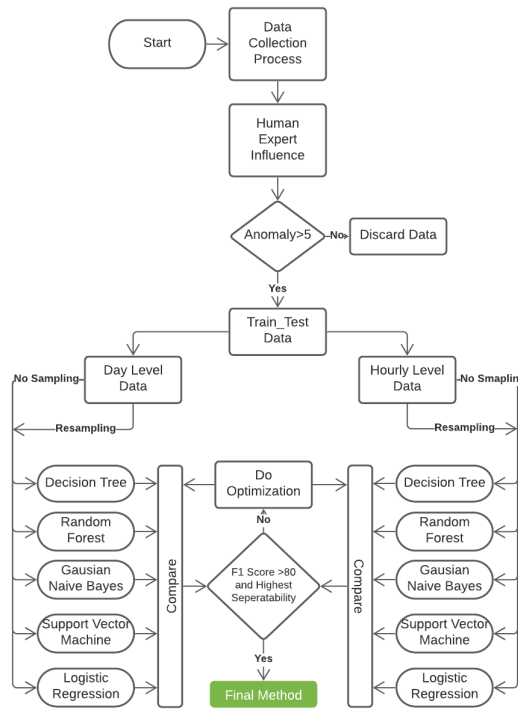 Start
Data
Collection
Process
Human
Expert
Influence
Anomaly>5
No
Discard Data
Yes
Train_Test
Data
Day Level
Data
Hourly Level
Data
No Sampling
No Smaplin
Resampling
Resampling
Do
Optimization
Decision Tree
Decision Tree
No
Random
Forest
Random
Forest
Compare
F1 Score >80
and Highest
Seperatability
Compare
Gausian
Naive Bayes
Gausian
Naive Bayes
Support Vector
Machine
Support Vector
Machine
Yes
Logistic
Regression
Final Method
Logistic
Regression